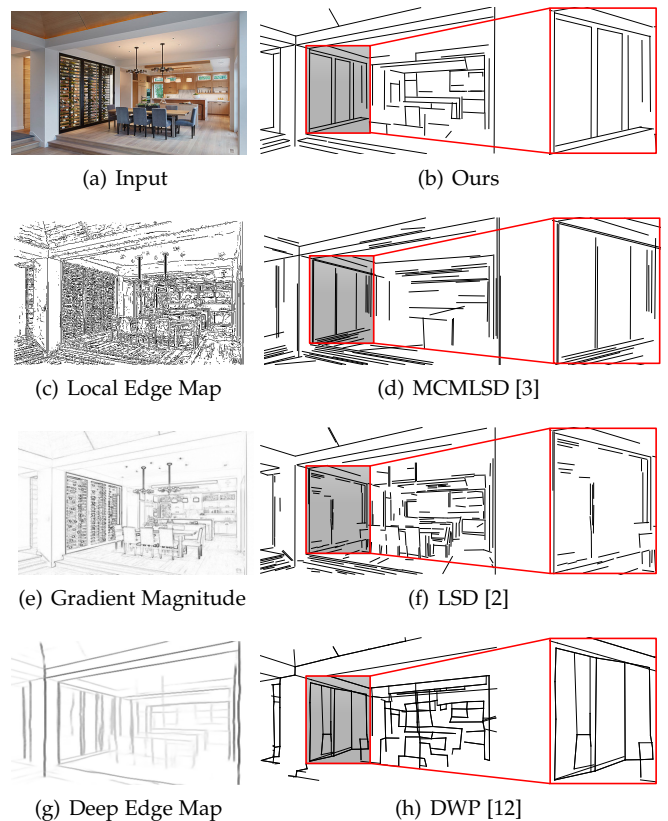 (a) Input
(b) Ours
(c) Local Edge Map
(d) MCMLSD [3]
(e) Gradient Magnitude
(f) LSD [2]
(g) Deep Edge Map
(h) DWP [12]